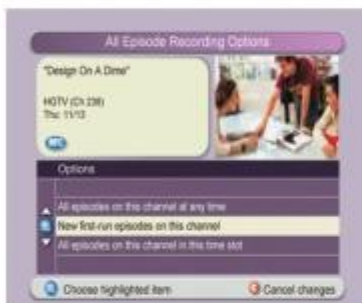 All Episode Recording Options
"Design On A Dime"
HGTV (Ch 238)
Thu 11/13
Options
All episodes on this channel at any time
New first-run episodes on this channel
All episodes on this channel in this time slot
Choose highlighted item
Cancel changes